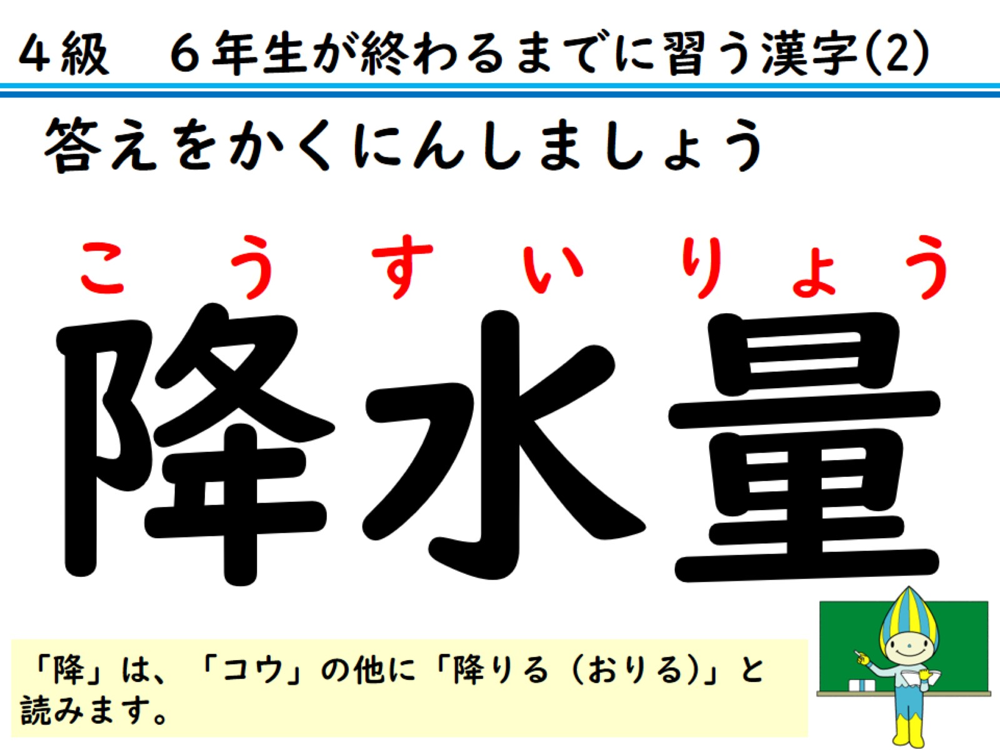 ４級　６年生が終わるまでに習う漢字(2)
答えをかくにんしましょう
こうすいりょう
降水量
「降」は、「コウ」の他に「降りる（おりる）」と
読みます。